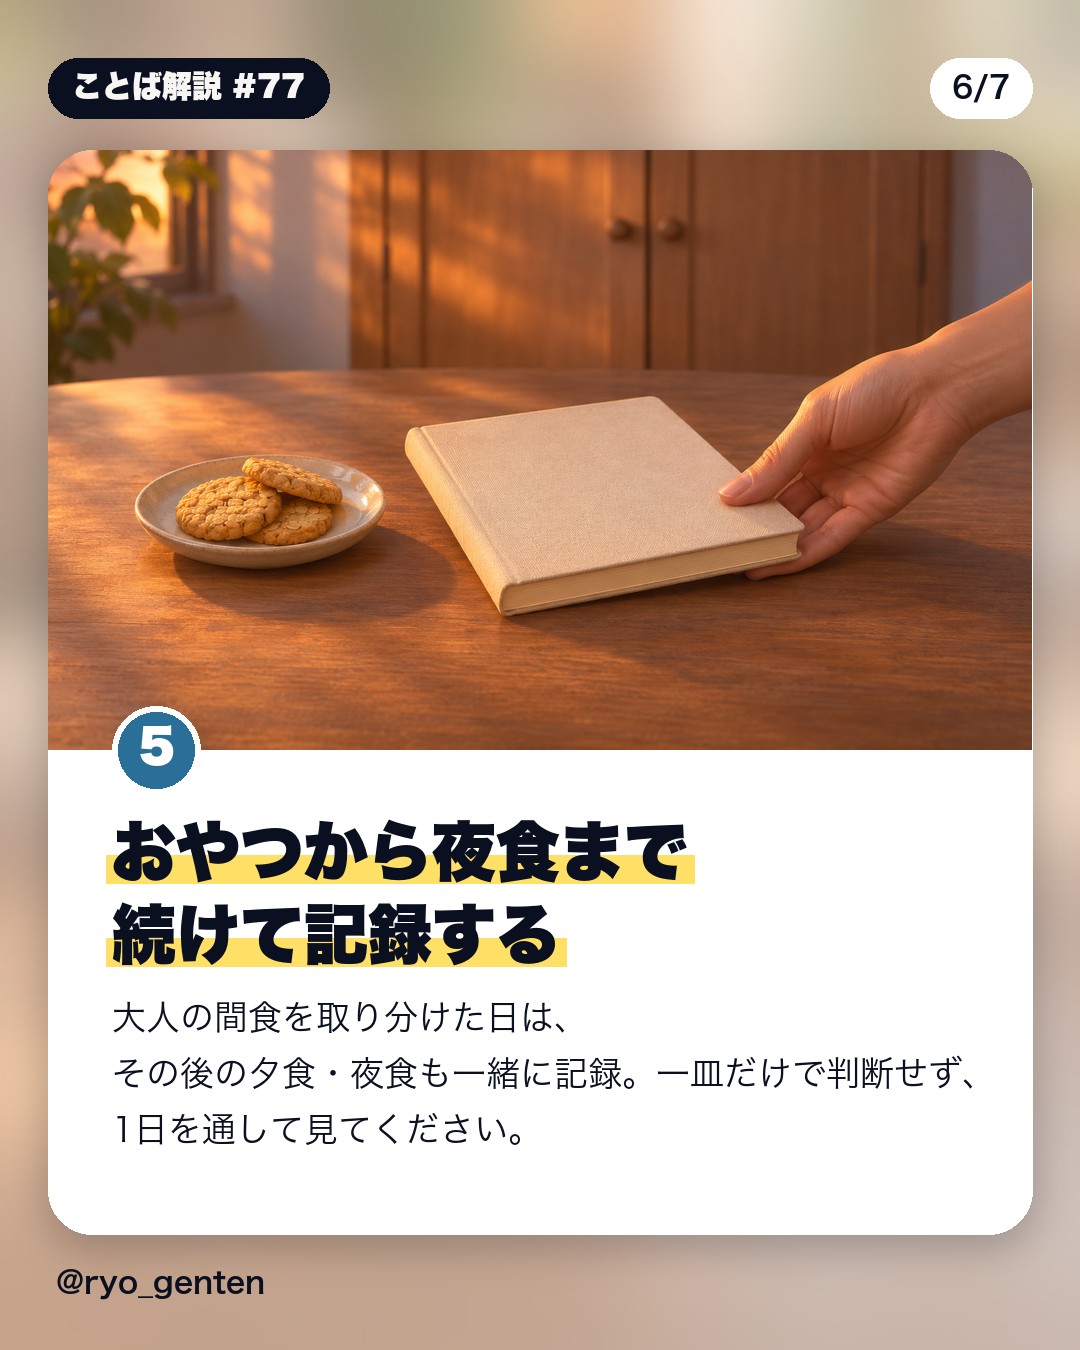 ことば解説 #77
6/7
5
おやつから夜食まで
続けて記録する
大人の間食を取り分けた日は、
その後の夕食・夜食も一緒に記録。一皿だけで判断せず、
1日を通して見てください。
@ryo_genten